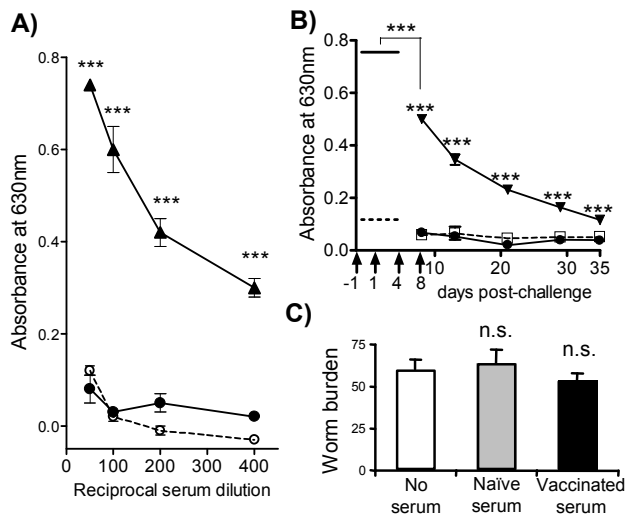 A)
Absorbance at 630nm
0.8
0.6
0.4
0.2
0.0
***
***
***
***
0
100
200
300
400
Reciprocal serum dilution
B)
Absorbance at 630nm
0.8
0.6
0.4
0.2
0.0
***
***
***
***
***
***
-1
1
4
8
10
20
30
35
days post-challenge
C)
Worm burden
75
50
25
0
n.s.
n.s.
No serum
Naïve serum
Vaccinated serum